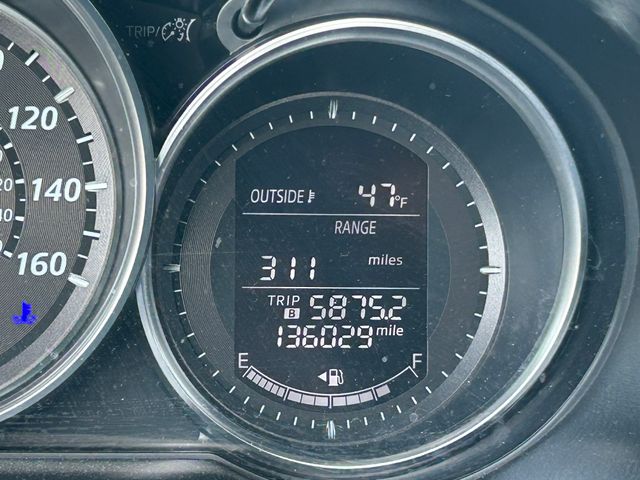 TRIP/
120
140
160
OUTSIDE 47°F
RANGE
311 miles
TRIP B 5875.2
136029 mile
E F